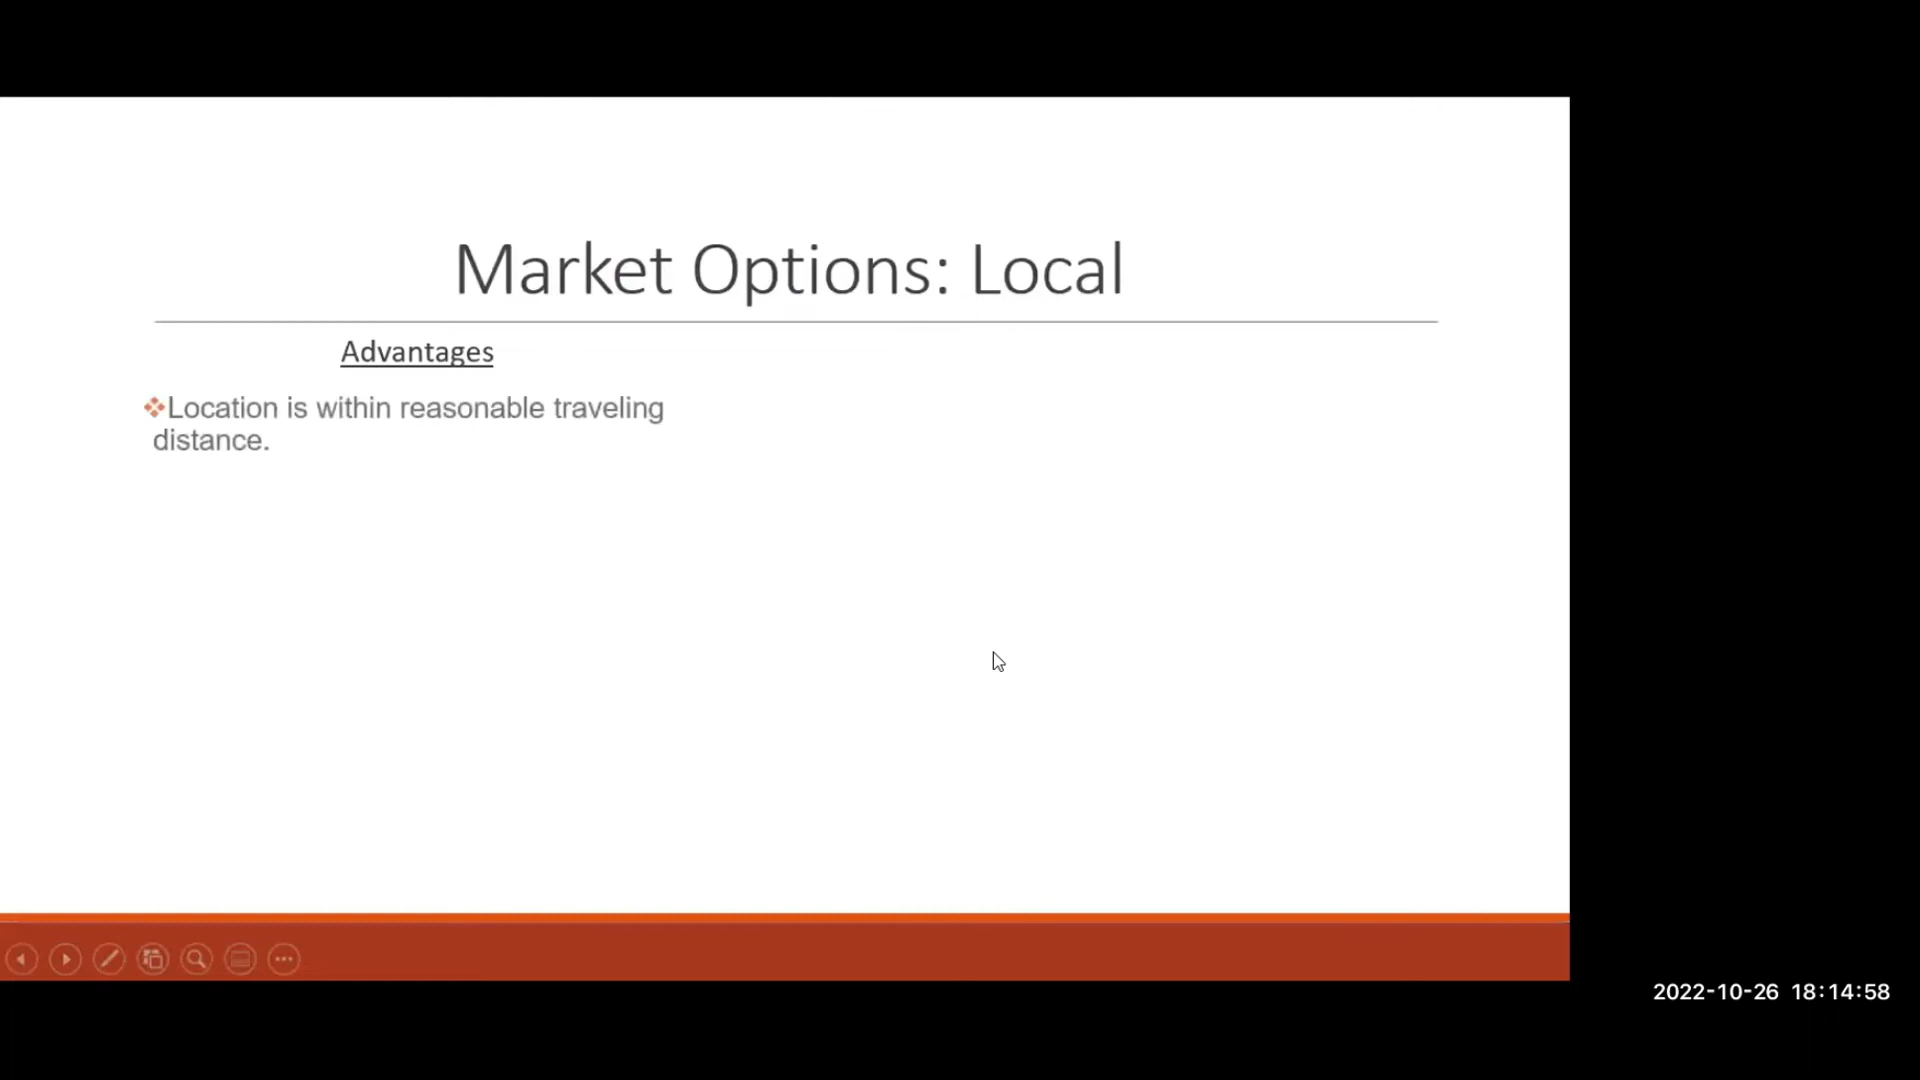 Market Options: Local
Advantages
Location is within reasonable traveling
distance.
2022-10-26 18:14:58